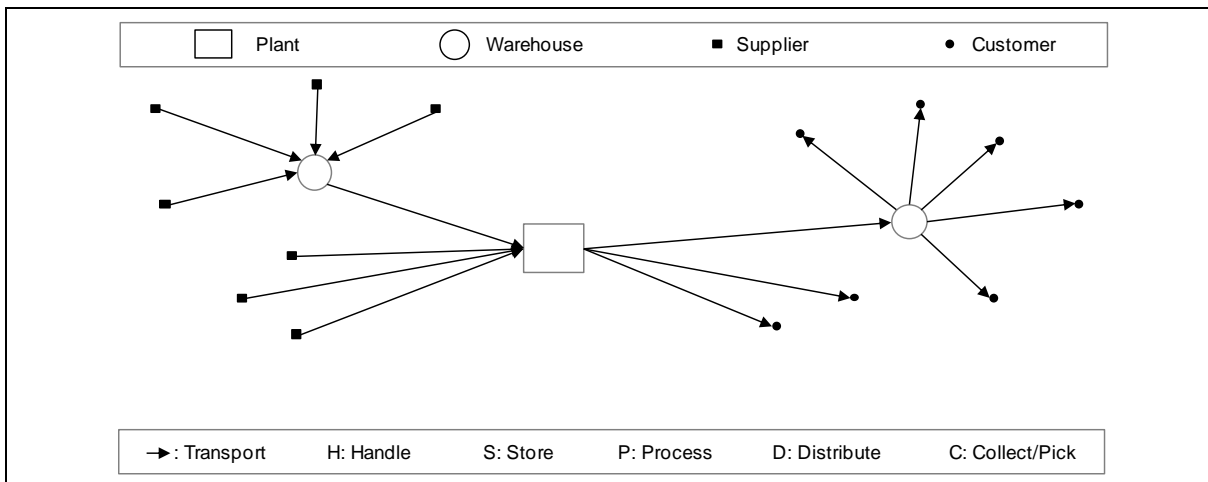 Plant Warehouse Supplier Customer
: Transport H: Handle S: Store P: Process D: Distribute C: Collect/Pick